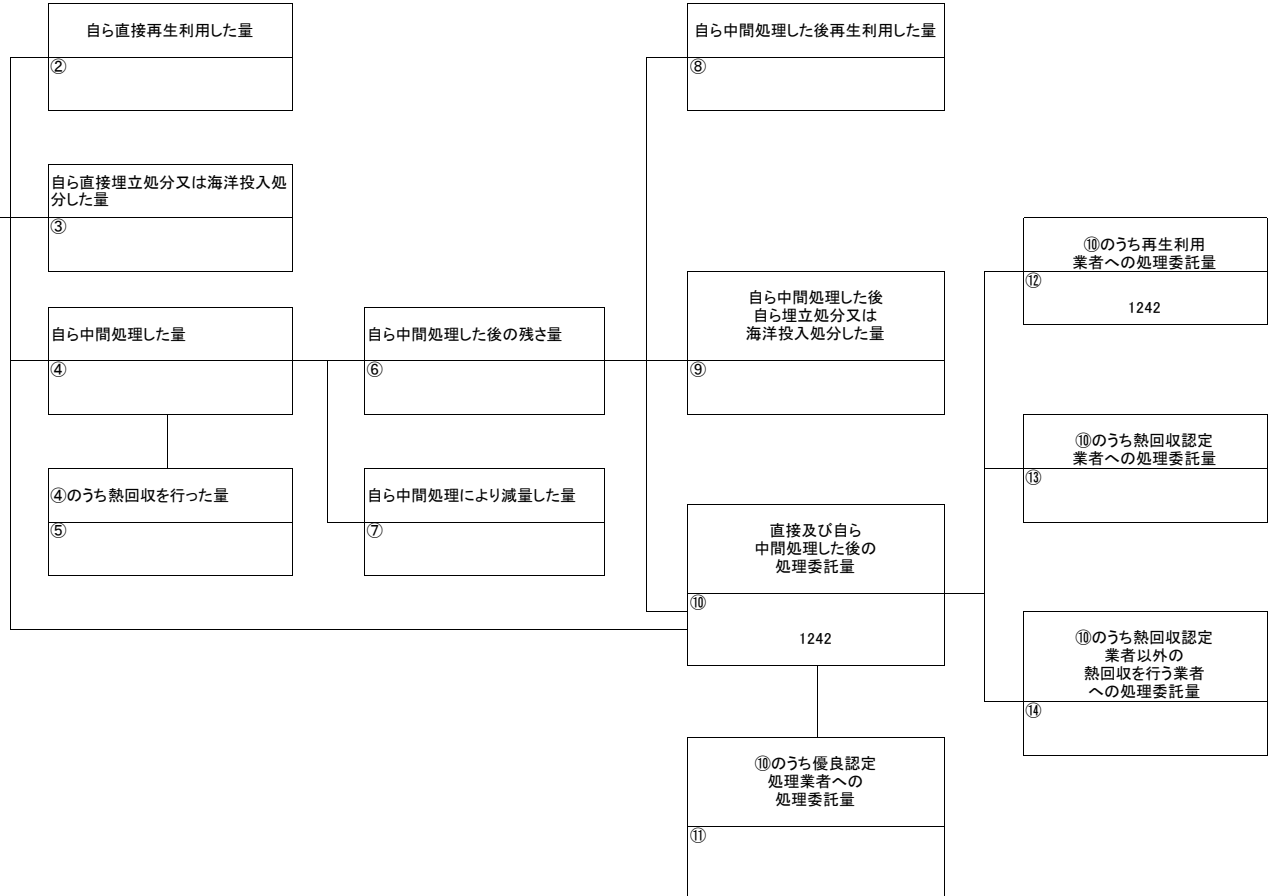 自ら直接再生利用した量
②
自ら直接埋立処分又は海洋投入処
分した量
③
自ら中間処理した量
④
④のうち熱回収を行った量
⑤
自ら中間処理した後の残さ量
⑥
自ら中間処理により減量した量
⑦
自ら中間処理した後再生利用した量
⑧
自ら中間処理した後
自ら埋立処分又は
海洋投入処分した量
⑨
直接及び自ら
中間処理した後の
処理委託量
⑩
1242
⑩のうち優良認定
処理業者への
処理委託量
⑪
⑩のうち再生利用
業者への処理委託量
⑫
1242
⑩のうち熱回収認定
業者への処理委託量
⑬
⑩のうち熱回収認定
業者以外の
熱回収を行う業者
への処理委託量
⑭